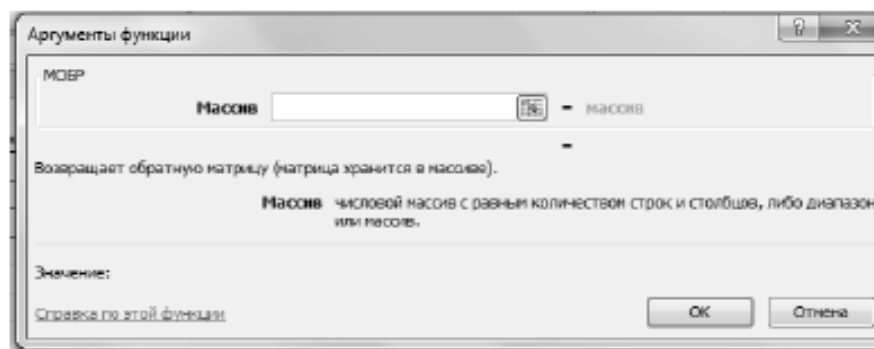 Аргументы функции
МОБР
Массив = массив
=
Возвращает обратную матрицу (матрица хранится в массиве).
Массив числовой массив с равным количеством строк и столбцов, либо диапазон
или массив.
Значение:
Справка по этой функции
ОК Отмена